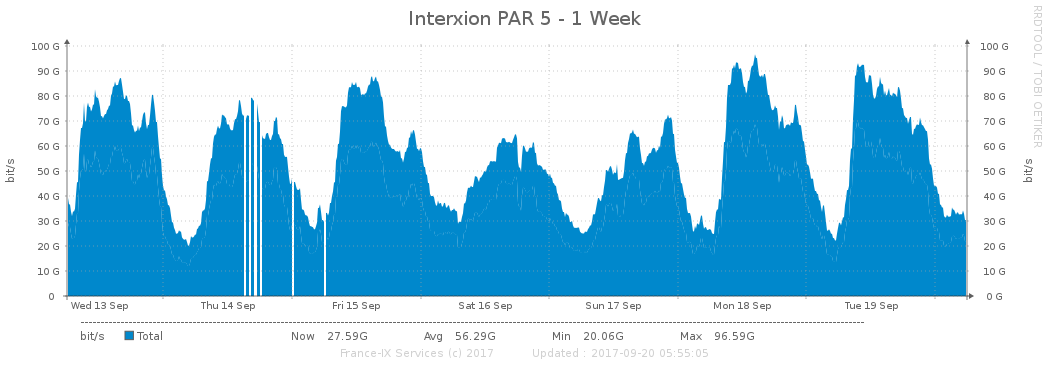 Interxion PAR 5 - 1 Week
RRDTOOL / TOBI OETIKER
bit/s
100 G 100 G
90 G 90 G
80 G 80 G
70 G 70 G
60 G 60 G
50 G 50 G
40 G 40 G
30 G 30 G
20 G 20 G
10 G 10 G
0 0 G
bit/s
Wed 13 Sep Thu 14 Sep Fri 15 Sep Sat 16 Sep Sun 17 Sep Mon 18 Sep Tue 19 Sep
bit/s Total Now 27.59G Avg 56.29G Min 20.06G Max 96.59G
France-IX Services (c) 2017 Updated : 2017-09-20 05:55:05